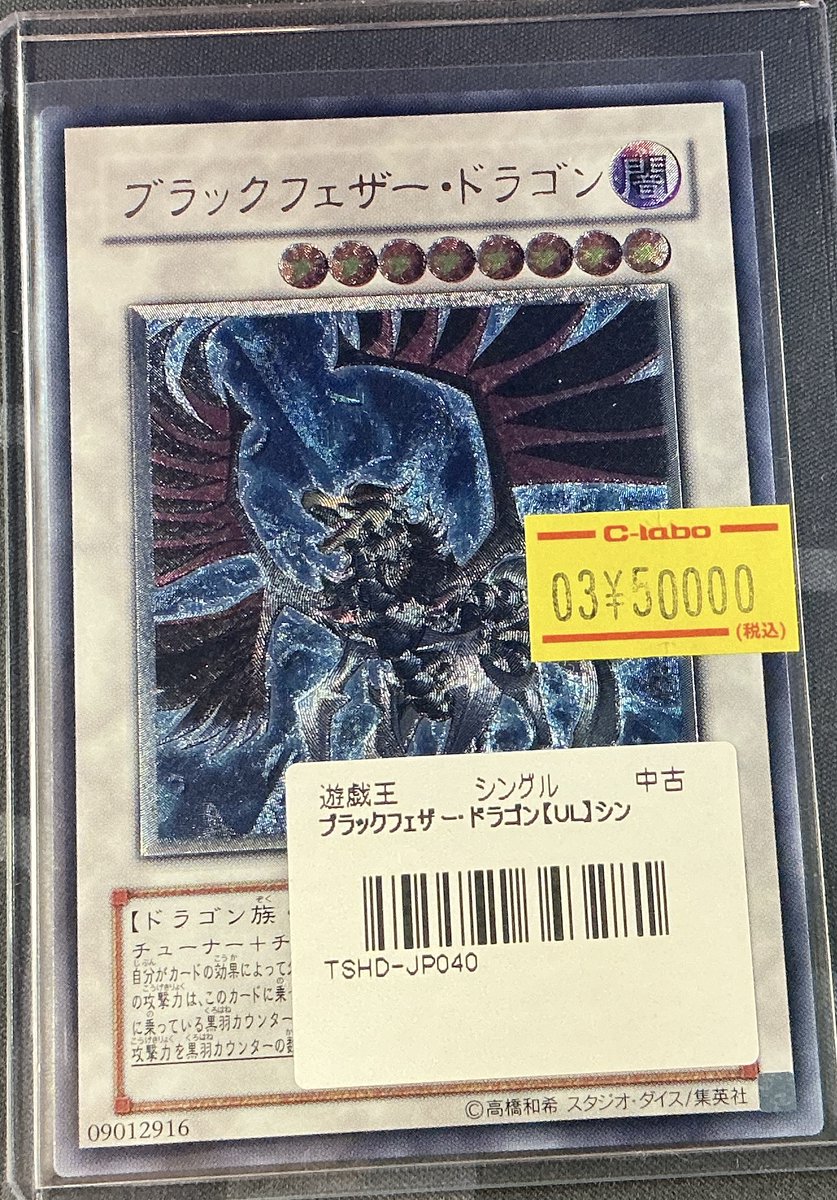 ブラックフェザー・ドラゴン 闇
C-labo
03¥50000
(税込)
遊戯王 シングル 中古
ブラックフェザー・ドラゴン【UL】シン
TSHD-JP040
【ドラゴン族・
チューナー＋チ
自分がカードの効果によって
の攻撃力は、このカードに乗っ
に乗っている黒羽カウンター
攻撃力を黒羽カウンターの数
©高橋和希 スタジオ・ダイス/集英社
09012916